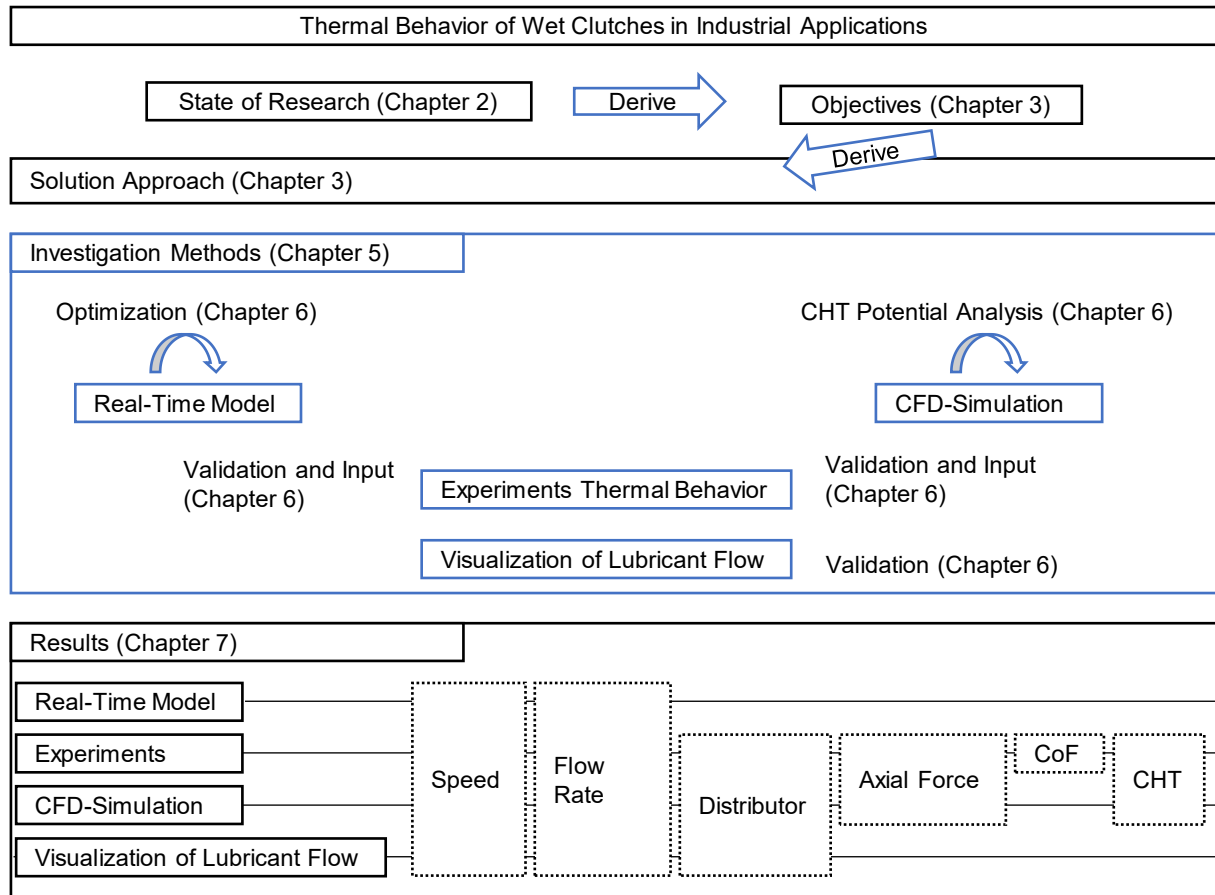 Thermal Behavior of Wet Clutches in Industrial Applications
State of Research (Chapter 2)
Derive
Objectives (Chapter 3)
Derive
Solution Approach (Chapter 3)
Investigation Methods (Chapter 5)
Optimization (Chapter 6)
CHT Potential Analysis (Chapter 6)
Real-Time Model
CFD-Simulation
Validation and Input
(Chapter 6)
Experiments Thermal Behavior
Validation and Input
(Chapter 6)
Visualization of Lubricant Flow
Validation (Chapter 6)
Results (Chapter 7)
Real-Time Model
Experiments
CFD-Simulation
Visualization of Lubricant Flow
Speed
Flow
Rate
Distributor
Axial Force
CoF
CHT